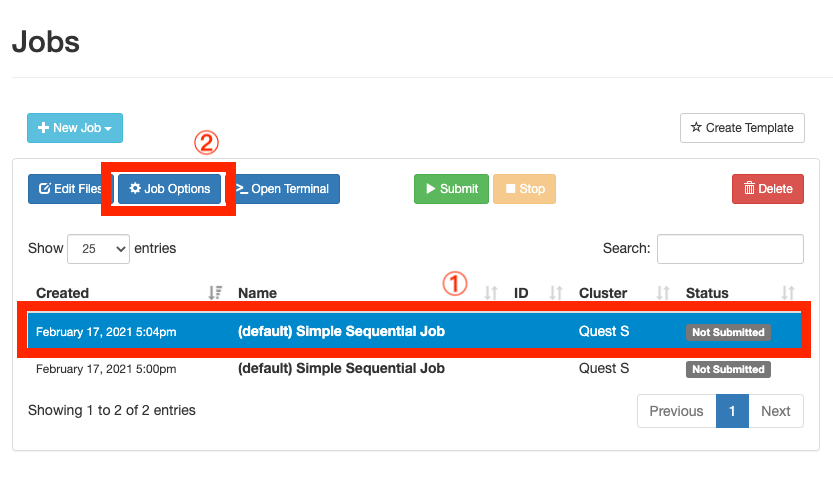 Jobs
New Job
②
Create Template
Edit Files
Job Options
Open Terminal
Submit
Stop
Delete
Show 25 entries
Search:
①
Created Name ID Cluster Status
February 17, 2021 5:04pm (default) Simple Sequential Job Quest S Not Submitted
February 17, 2021 5:00pm (default) Simple Sequential Job Quest S Not Submitted
Showing 1 to 2 of 2 entries
Previous 1 Next